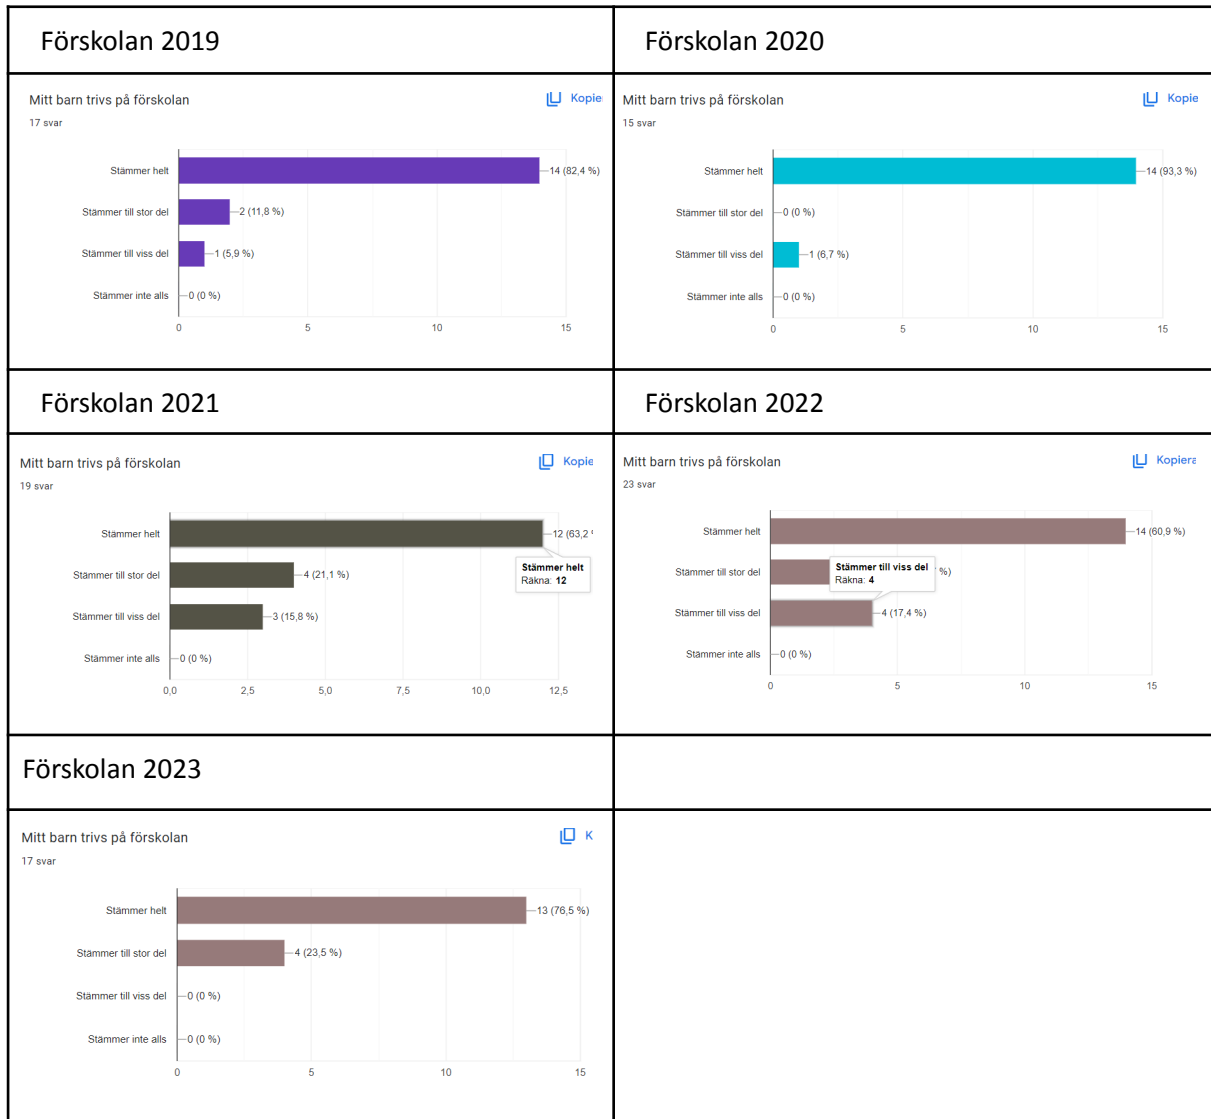 Förskolan 2019
Förskolan 2020
Mitt barn trivs på förskolan
Kopie
17 svar
Stämmer helt
14 (82,4 %)
Stämmer till stor del
2 (11,8 %)
Stämmer till viss del
1 (5,9 %)
Stämmer inte alls
0 (0 %)
0 5 10 15
Mitt barn trivs på förskolan
Kopie
15 svar
Stämmer helt
14 (93,3 %)
Stämmer till stor del
0 (0 %)
Stämmer till viss del
1 (6,7 %)
Stämmer inte alls
0 (0 %)
0 5 10 15
Förskolan 2021
Förskolan 2022
Mitt barn trivs på förskolan
Kopie
19 svar
Stämmer helt
12 (63,2
Stämmer helt
Räkna: 12
Stämmer till stor del
4 (21,1 %)
Stämmer till viss del
3 (15,8 %)
Stämmer inte alls
0 (0 %)
0,0 2,5 5,0 7,5 10,0 12,5
Mitt barn trivs på förskolan
Kopiera
23 svar
Stämmer helt
14 (60,9 %)
Stämmer till stor del
%)
Stämmer till viss del
Räkna: 4
Stämmer till viss del
4 (17,4 %)
Stämmer inte alls
0 (0 %)
0 5 10 15
Förskolan 2023
Mitt barn trivs på förskolan
K
17 svar
Stämmer helt
13 (76,5 %)
Stämmer till stor del
4 (23,5 %)
Stämmer till viss del
0 (0 %)
Stämmer inte alls
0 (0 %)
0 5 10 15